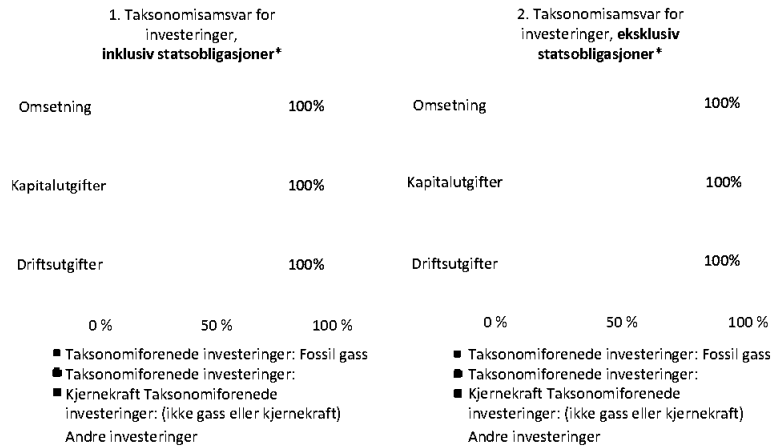 1. Taksonomisamsvar for
investeringer,
inklusiv statsobligasjoner*
Omsetning 100%
Kapitalutgifter 100%
Driftsutgifter 100%
0 % 50 % 100 %
■ Taksonomiforenede investeringer: Fossil gass
■ Taksonomiforenede investeringer:
■ Kjernekraft Taksonomiforenede
investeringer: (ikke gass eller kjernekraft)
Andre investeringer
2. Taksonomisamsvar for
investeringer, eksklusiv
statsobligasjoner*
Omsetning 100%
Kapitalutgifter 100%
Driftsutgifter 100%
0 % 50 % 100 %
■ Taksonomiforenede investeringer: Fossil gass
■ Taksonomiforenede investeringer:
■ Kjernekraft Taksonomiforenede
investeringer: (ikke gass eller kjernekraft)
Andre investeringer